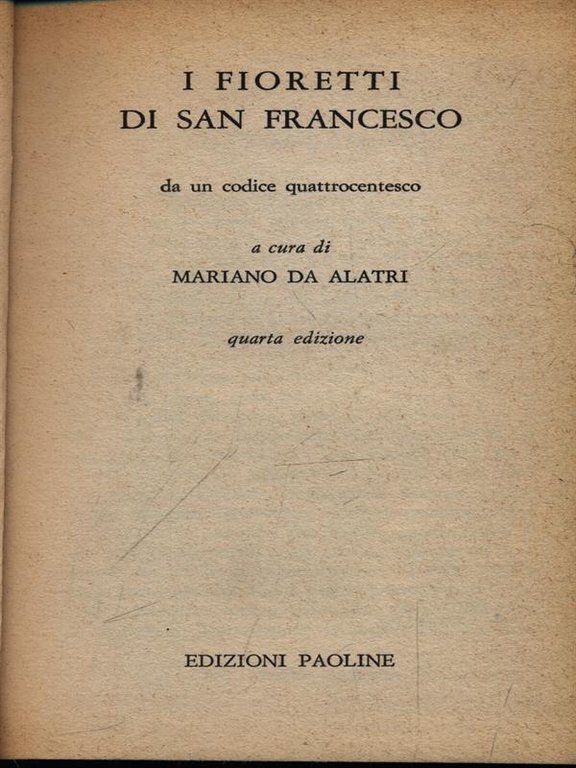 I FIORETTI
DI SAN FRANCESCO
da un codice quattrocentesco
a cura di
MARIANO DA ALATRI
quarta edizione
EDIZIONI PAOLINE